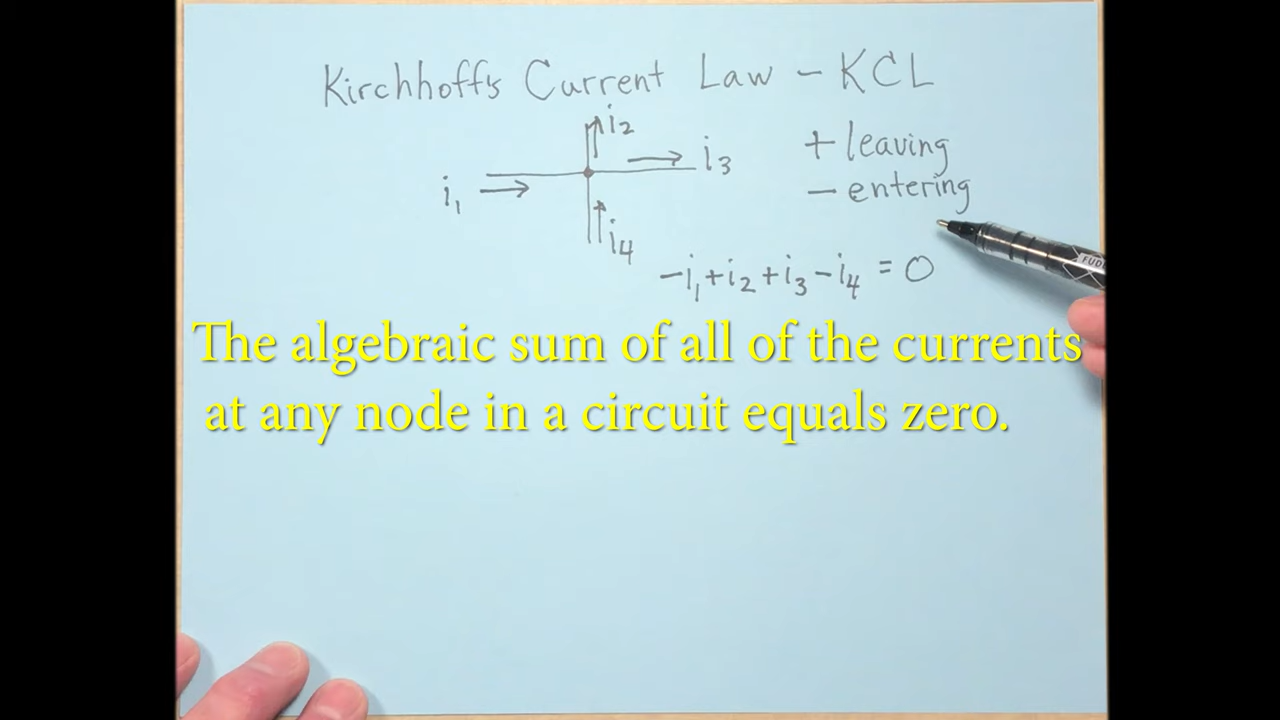 Kirchhoff's Current Law - KCL
i2
i3
+ leaving
i1
- entering
i4
-i1+i2+i3-i4 = 0
FUD
The algebraic sum of all of the currents
at any node in a circuit equals zero.